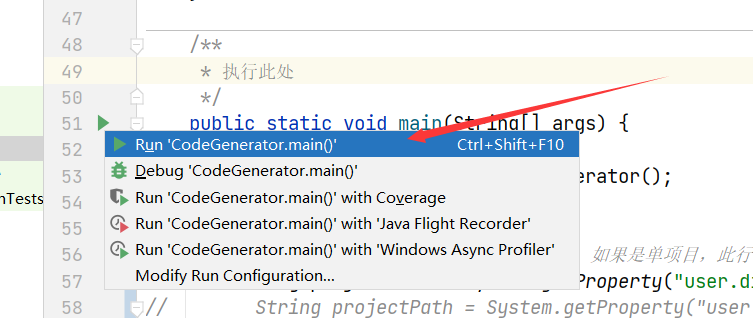 47
48 /**
49 * 执行此处
50 */
51 public static void main(String[] args) {
52 Run 'CodeGenerator.main()' Ctrl+Shift+F10
Debug 'CodeGenerator.main()'
53 erator();
Run 'CodeGenerator.main()' with Coverage
nTests
54 Run 'CodeGenerator.main()' with 'Java Flight Recorder'
Run 'CodeGenerator.main()' with 'Windows Async Profiler' 如果是单项目，此行
56
Modify Run Configuration...
57 Property("user.d
58 // String projectPath = System.getProperty("user